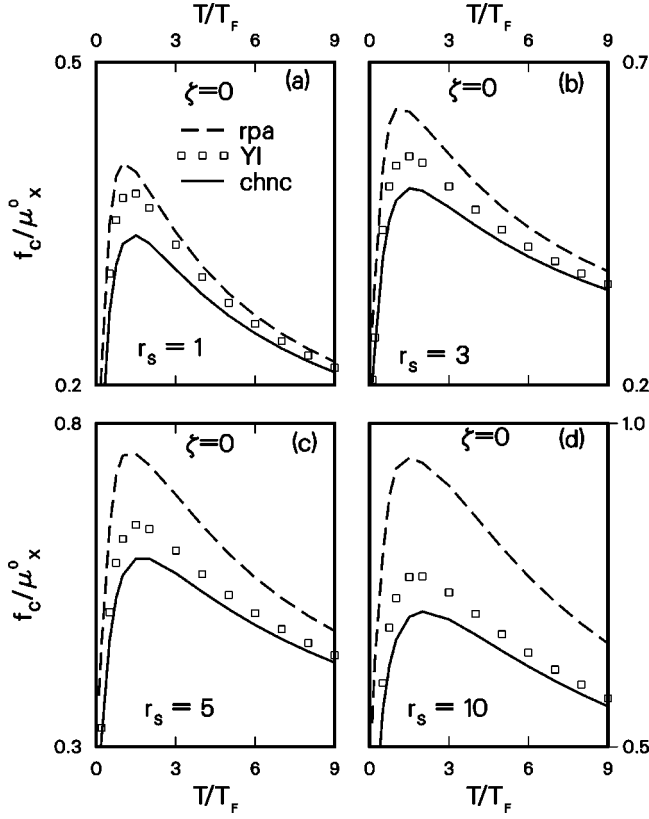 T/T_F T/T_F
0 3 6 9 0 3 6 9
0.5 ζ=0 (a) ζ=0 (b) 0.7
rpa
YI
chnc
f_c/μ⁰_x
r_s = 1 r_s = 3
0.2 0.2
0.8 ζ=0 (c) ζ=0 (d) 1.0
f_c/μ⁰_x
r_s = 5 r_s = 10
0.3 0.5
0 3 6 9 0 3 6 9
T/T_F T/T_F